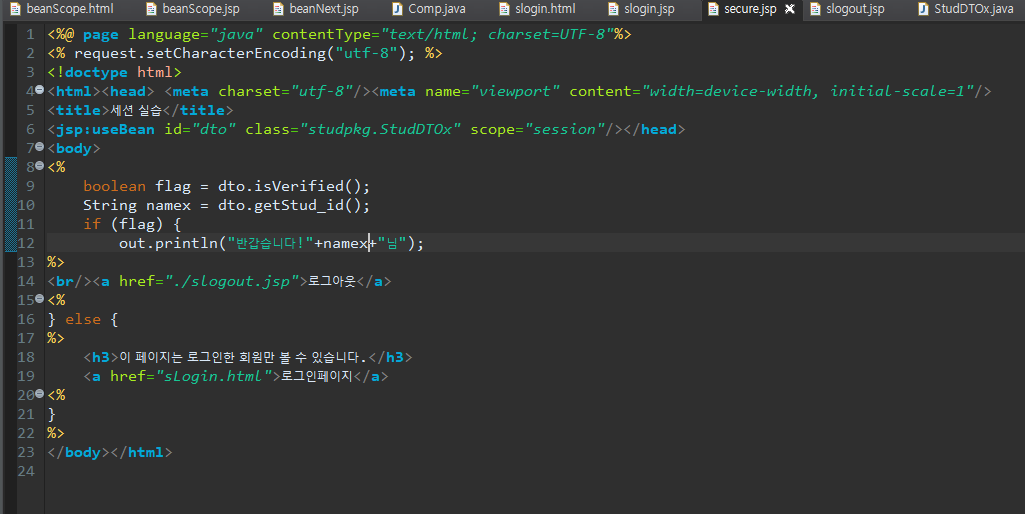 beanScope.html beanScope.jsp beanNext.jsp Comp.java slogin.html slogin.jsp secure.jsp slogout.jsp StudDTOx.java
1 <%@ page language="java" contentType="text/html; charset=UTF-8"%>
2 <% request.setCharacterEncoding("utf-8"); %>
3 <!doctype html>
4 <html><head> <meta charset="utf-8"/><meta name="viewport" content="width=device-width, initial-scale=1"/>
5 <title>세션 실습</title>
6 <jsp:useBean id="dto" class="studpkg.StudDTOx" scope="session"/></head>
7 <body>
8 <%
9 boolean flag = dto.isVerified();
10 String namex = dto.getStud_id();
11 if (flag) {
12 out.println("반갑습니다!"+namex+"님");
13 %>
14 <br/><a href="./slogout.jsp">로그아웃</a>
15 <%
16 } else {
17 %>
18 <h3>이 페이지는 로그인한 회원만 볼 수 있습니다.</h3>
19 <a href="sLogin.html">로그인페이지</a>
20 <%
21 }
22 %>
23 </body></html>
24